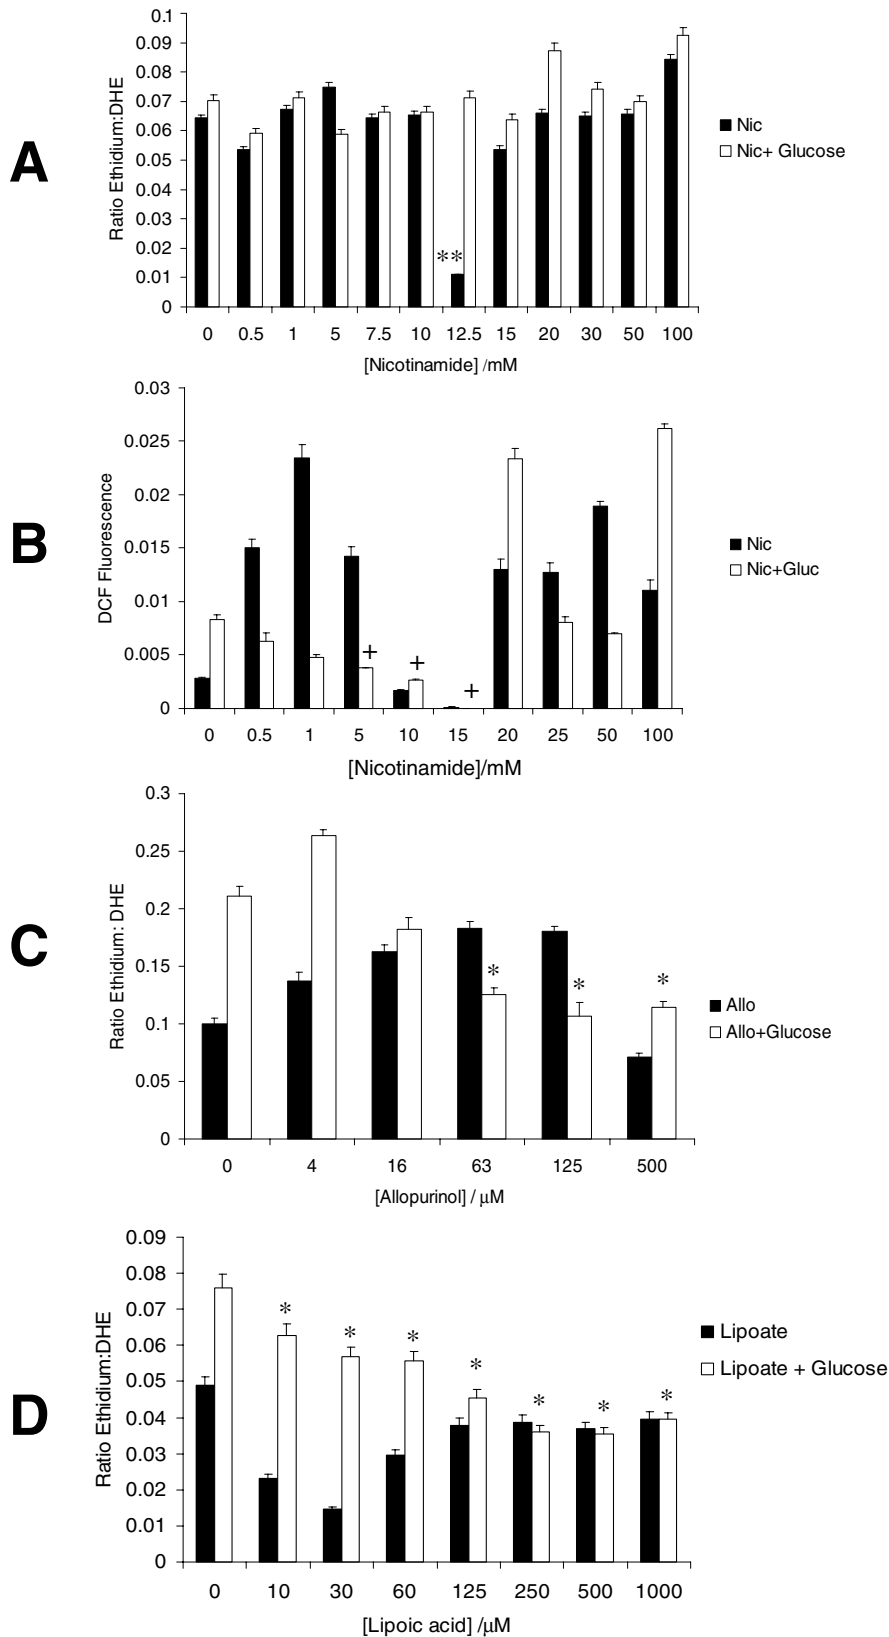 A
Ratio Ethidium:DHE
0.1
0.09
0.08
0.07
0.06
0.05
0.04
0.03
0.02
0.01
0
**
0 0.5 1 5 7.5 10 12.5 15 20 30 50 100
[Nicotinamide] /mM
Nic
Nic+ Glucose
B
DCF Fluorescence
0.03
0.025
0.02
0.015
0.01
0.005
0
+ + +
0 0.5 1 5 10 15 20 25 50 100
[Nicotinamide]/mM
Nic
Nic+Gluc
C
Ratio Ethidium: DHE
0.3
0.25
0.2
0.15
0.1
0.05
0
* * *
0 4 16 63 125 500
[Allopurinol] / μM
Allo
Allo+Glucose
D
Ratio Ethidium:DHE
0.09
0.08
0.07
0.06
0.05
0.04
0.03
0.02
0.01
0
* * * * * * *
0 10 30 60 125 250 500 1000
[Lipoic acid] /μM
Lipoate
Lipoate + Glucose